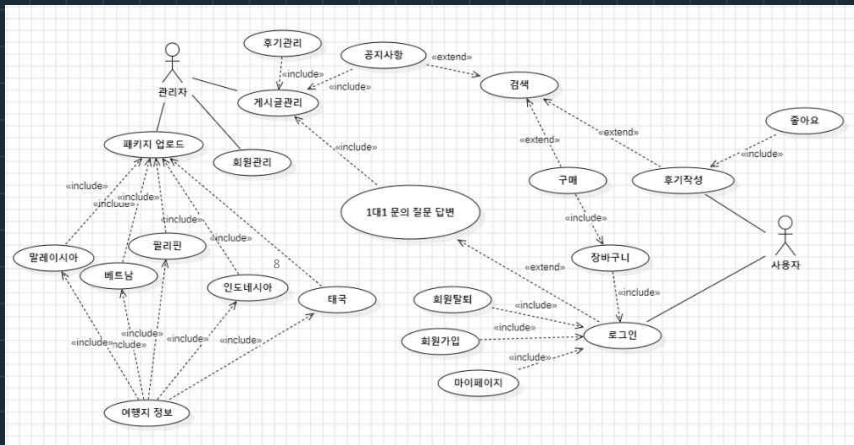 후기관리
공지사항
«extend»
검색
관리자
«include»
«include»
게시글관리
좋아요
패키지 업로드
회원관리
«include»
«extend»
«extend»
«include»
구매
후기작성
«include»
«include»
«include»
«include»
1대1 문의 질문 답변
«include»
말레이시아
필리핀
«include»
장바구니
사용자
베트남
8
인도네시아
태국
«extend»
회원탈퇴
«include»
«include»
«include»
«include»
«include»
«include»
«include»
회원가입
«include»
로그인
«include»
마이페이지
여행지 정보